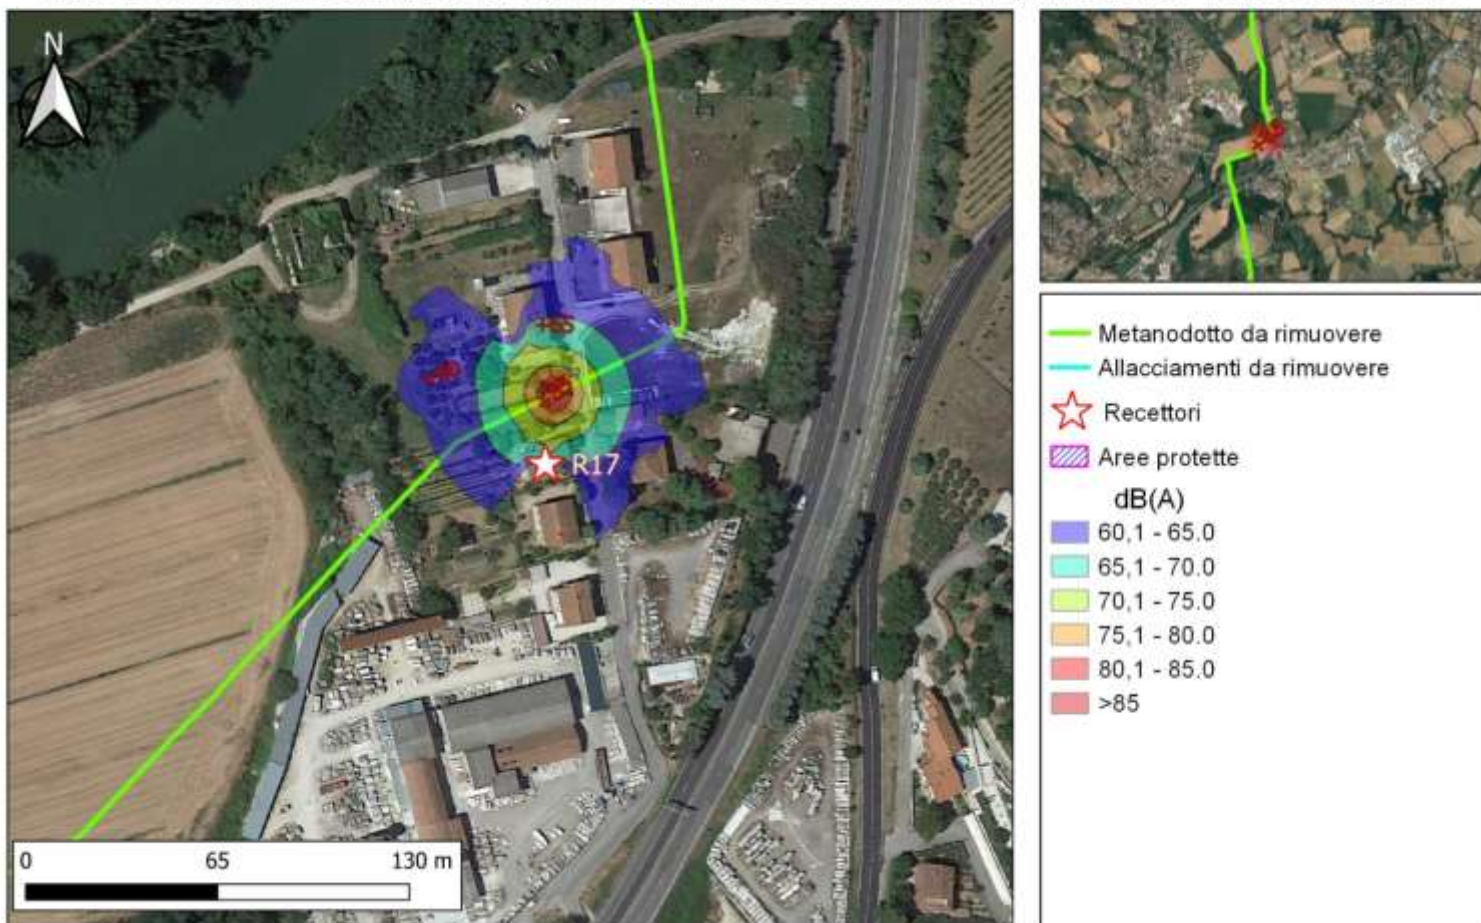 N
R17
0 65 130 m
Metanodotto da rimuovere
Allacciamenti da rimuovere
Recettori
Aree protette
dB(A)
60,1 - 65.0
65,1 - 70.0
70,1 - 75.0
75,1 - 80.0
80,1 - 85.0
>85